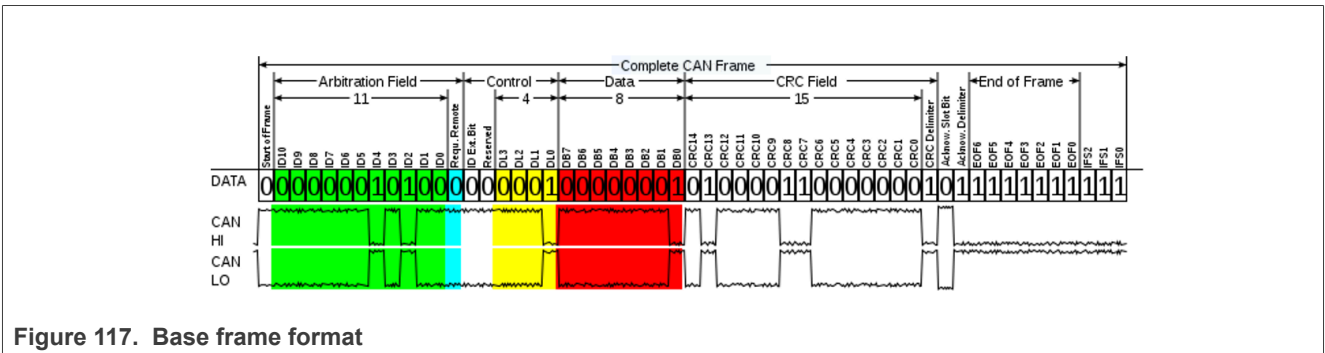 Complete CAN Frame
Arbitration Field Control Data CRC Field End of Frame
11 4 8 15
Start of Frame ID10 ID9 ID8 ID7 ID6 ID5 ID4 ID3 ID2 ID1 ID0 Requ. Remote ID Ext. Bit Reserved DL3 DL2 DL1 DL0 DB7 DB6 DB5 DB4 DB3 DB2 DB1 DB0 CRC14 CRC13 CRC12 CRC11 CRC10 CRC9 CRC8 CRC7 CRC6 CRC5 CRC4 CRC3 CRC2 CRC1 CRC0 CRC Delimiter Acknow. Slot Bit Acknow. Delimiter EOF6 EOF5 EOF4 EOF3 EOF2 EOF1 EOF0 IFS2 IFS1 IFS0
DATA 0 0 0 0 0 0 0 1 0 1 0 0 0 0 0 0 0 0 1 0 0 0 0 0 0 0 1 0 1 0 0 0 0 1 1 0 0 0 0 0 0 0 1 0 1 1 1 1 1 1 1 1 1 1 1
CAN
HI
CAN
LO
Figure 117. Base frame format